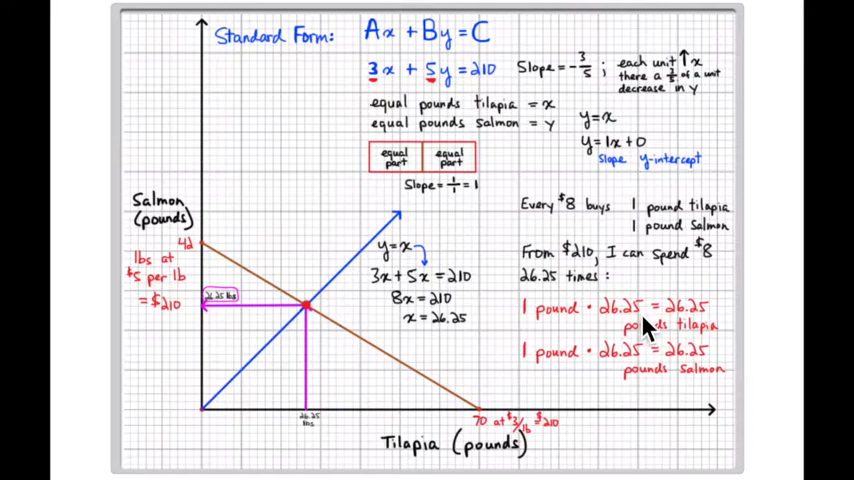 Standard Form:
Ax + By = C
3x + 5y = 210
Slope = -3/5 ; each unit ↑ x
there a 3/5 of a unit
decrease in y
equal pounds tilapia = x
equal pounds salmon = y
y = x
y = 1x + 0
slope y-intercept
equal part
equal part
Slope = 1/1 = 1
Salmon
(pounds)
42
lbs at
$5 per lb
= $210
26.25 lbs
y = x
3x + 5x = 210
8x = 210
x = 26.25
Every $8 buys 1 pound tilapia
1 pound salmon
From $210, I can spend $8
26.25 times :
1 pound · 26.25 = 26.25
pounds tilapia
1 pound · 26.25 = 26.25
pounds salmon
26.25
lbs
70 at $3/lb = $210
Tilapia (pounds)